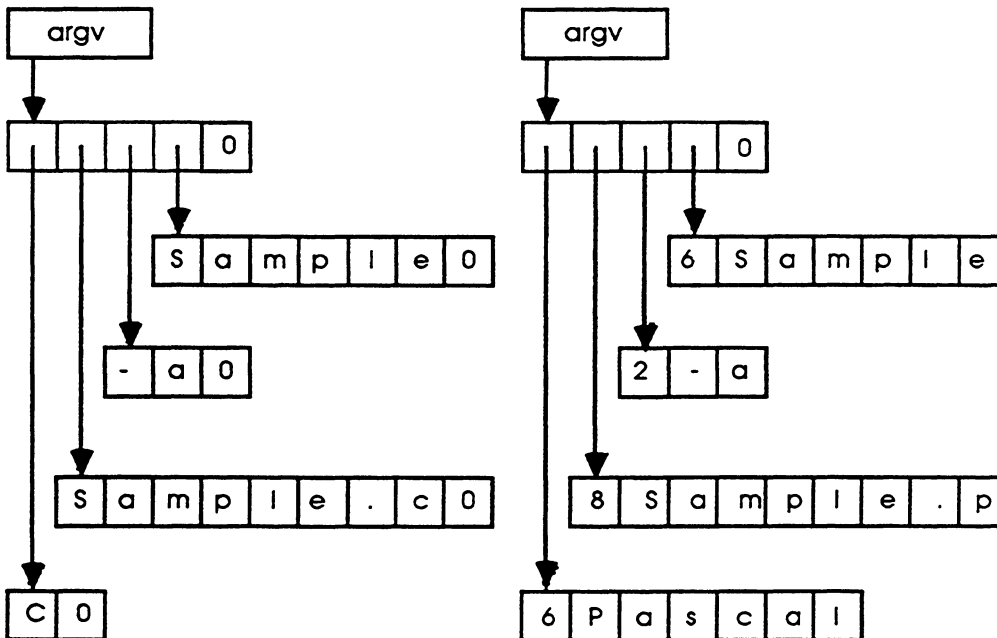 argv argv
0 0
S a m p l e 0 6 S a m p l e
- a 0 2 - a
S a m p l e . c 0 8 S a m p l e . p
C 0 6 P a s c a l